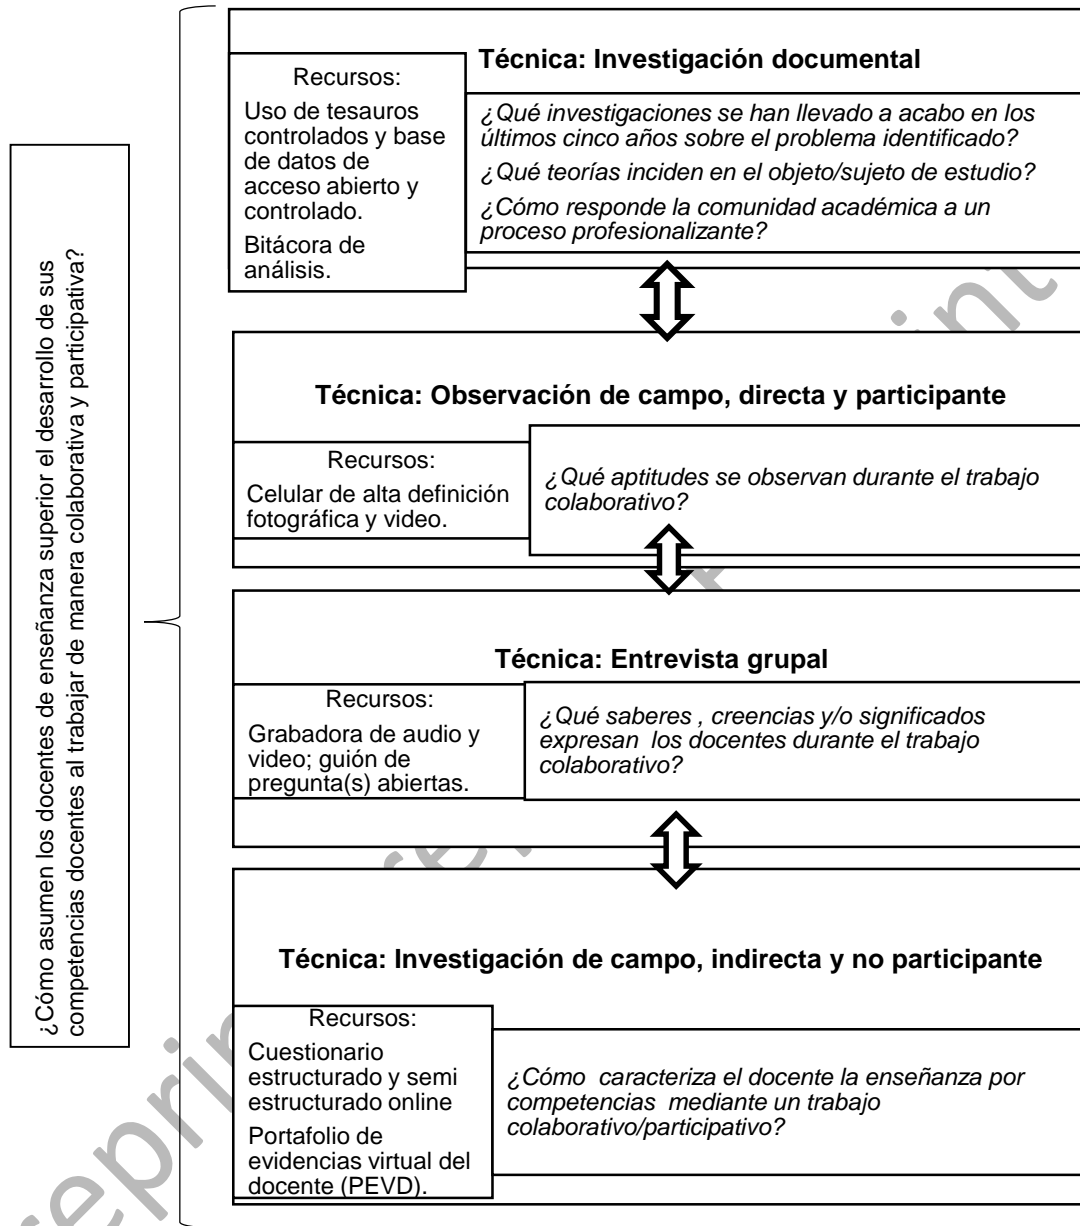 ¿Cómo asumen los docentes de enseñanza superior el desarrollo de sus
competencias docentes al trabajar de manera colaborativa y participativa?
Técnica: Investigación documental
Recursos:
Uso de tesauros
controlados y base
de datos de
acceso abierto y
controlado.
Bitácora de
análisis.
¿Qué investigaciones se han llevado a acabo en los
últimos cinco años sobre el problema identificado?
¿Qué teorías inciden en el objeto/sujeto de estudio?
¿Cómo responde la comunidad académica a un
proceso profesionalizante?
Técnica: Observación de campo, directa y participante
Recursos:
Celular de alta definición
fotográfica y video.
¿Qué aptitudes se observan durante el trabajo
colaborativo?
Técnica: Entrevista grupal
Recursos:
Grabadora de audio y
video; guión de
pregunta(s) abiertas.
¿Qué saberes , creencias y/o significados
expresan los docentes durante el trabajo
colaborativo?
Técnica: Investigación de campo, indirecta y no participante
Recursos:
Cuestionario
estructurado y semi
estructurado online
Portafolio de
evidencias virtual del
docente (PEVD).
¿Cómo caracteriza el docente la enseñanza por
competencias mediante un trabajo
colaborativo/participativo?